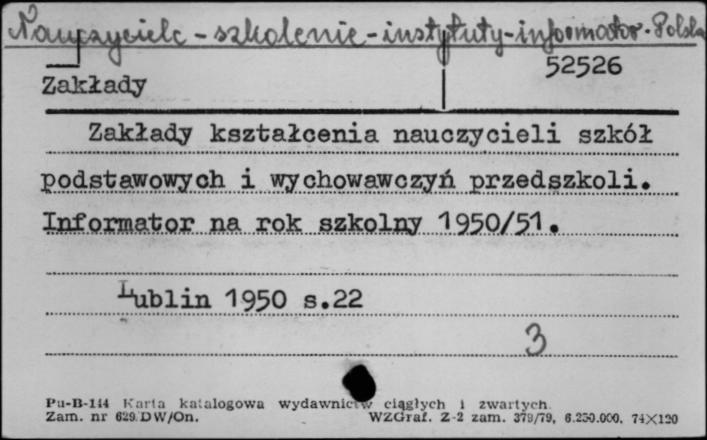 Nauczyciele - szkolenie - instytuty - informator - Polska
52526
Zakłady
Zakłady kształcenia nauczycieli szkół
podstawowych i wychowawczyń przedszkoli.
Informator na rok szkolny 1950/51.
Lublin 1950 s.22
3
Pu-B-144 Karta katalogowa wydawnictw ciągłych i zwartych.
Zam. nr 629/DW/On. WZGraf. Z-2 zam. 379/79, 6.250.000, 74×120